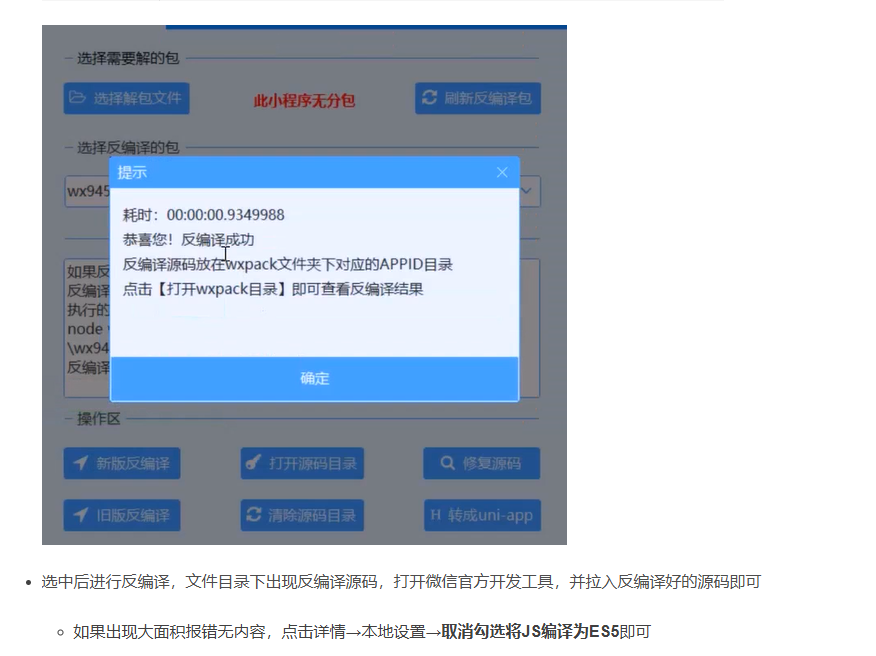 选择需要解的包
选择解包文件
此小程序无分包
刷新反编译包
选择反编译的包
wx945
提示
耗时：00:00:00.9349988
恭喜您！反编译成功
反编译源码放在wxpack文件夹下对应的APPID目录
点击【打开wxpack目录】即可查看反编译结果
确定
如果反
反编译
执行的
node
\wx94
反编译
操作区
新版反编译
打开源码目录
修复源码
旧版反编译
清除源码目录
H 转成uni-app
选中后进行反编译，文件目录下出现反编译源码，打开微信官方开发工具，并拉入反编译好的源码即可
如果出现大面积报错无内容，点击详情→本地设置→取消勾选将JS编译为ES5即可